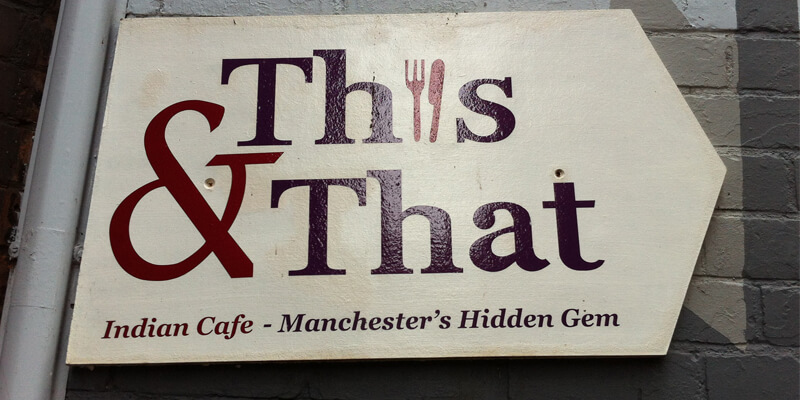 This
& That
Indian Cafe - Manchester's Hidden Gem